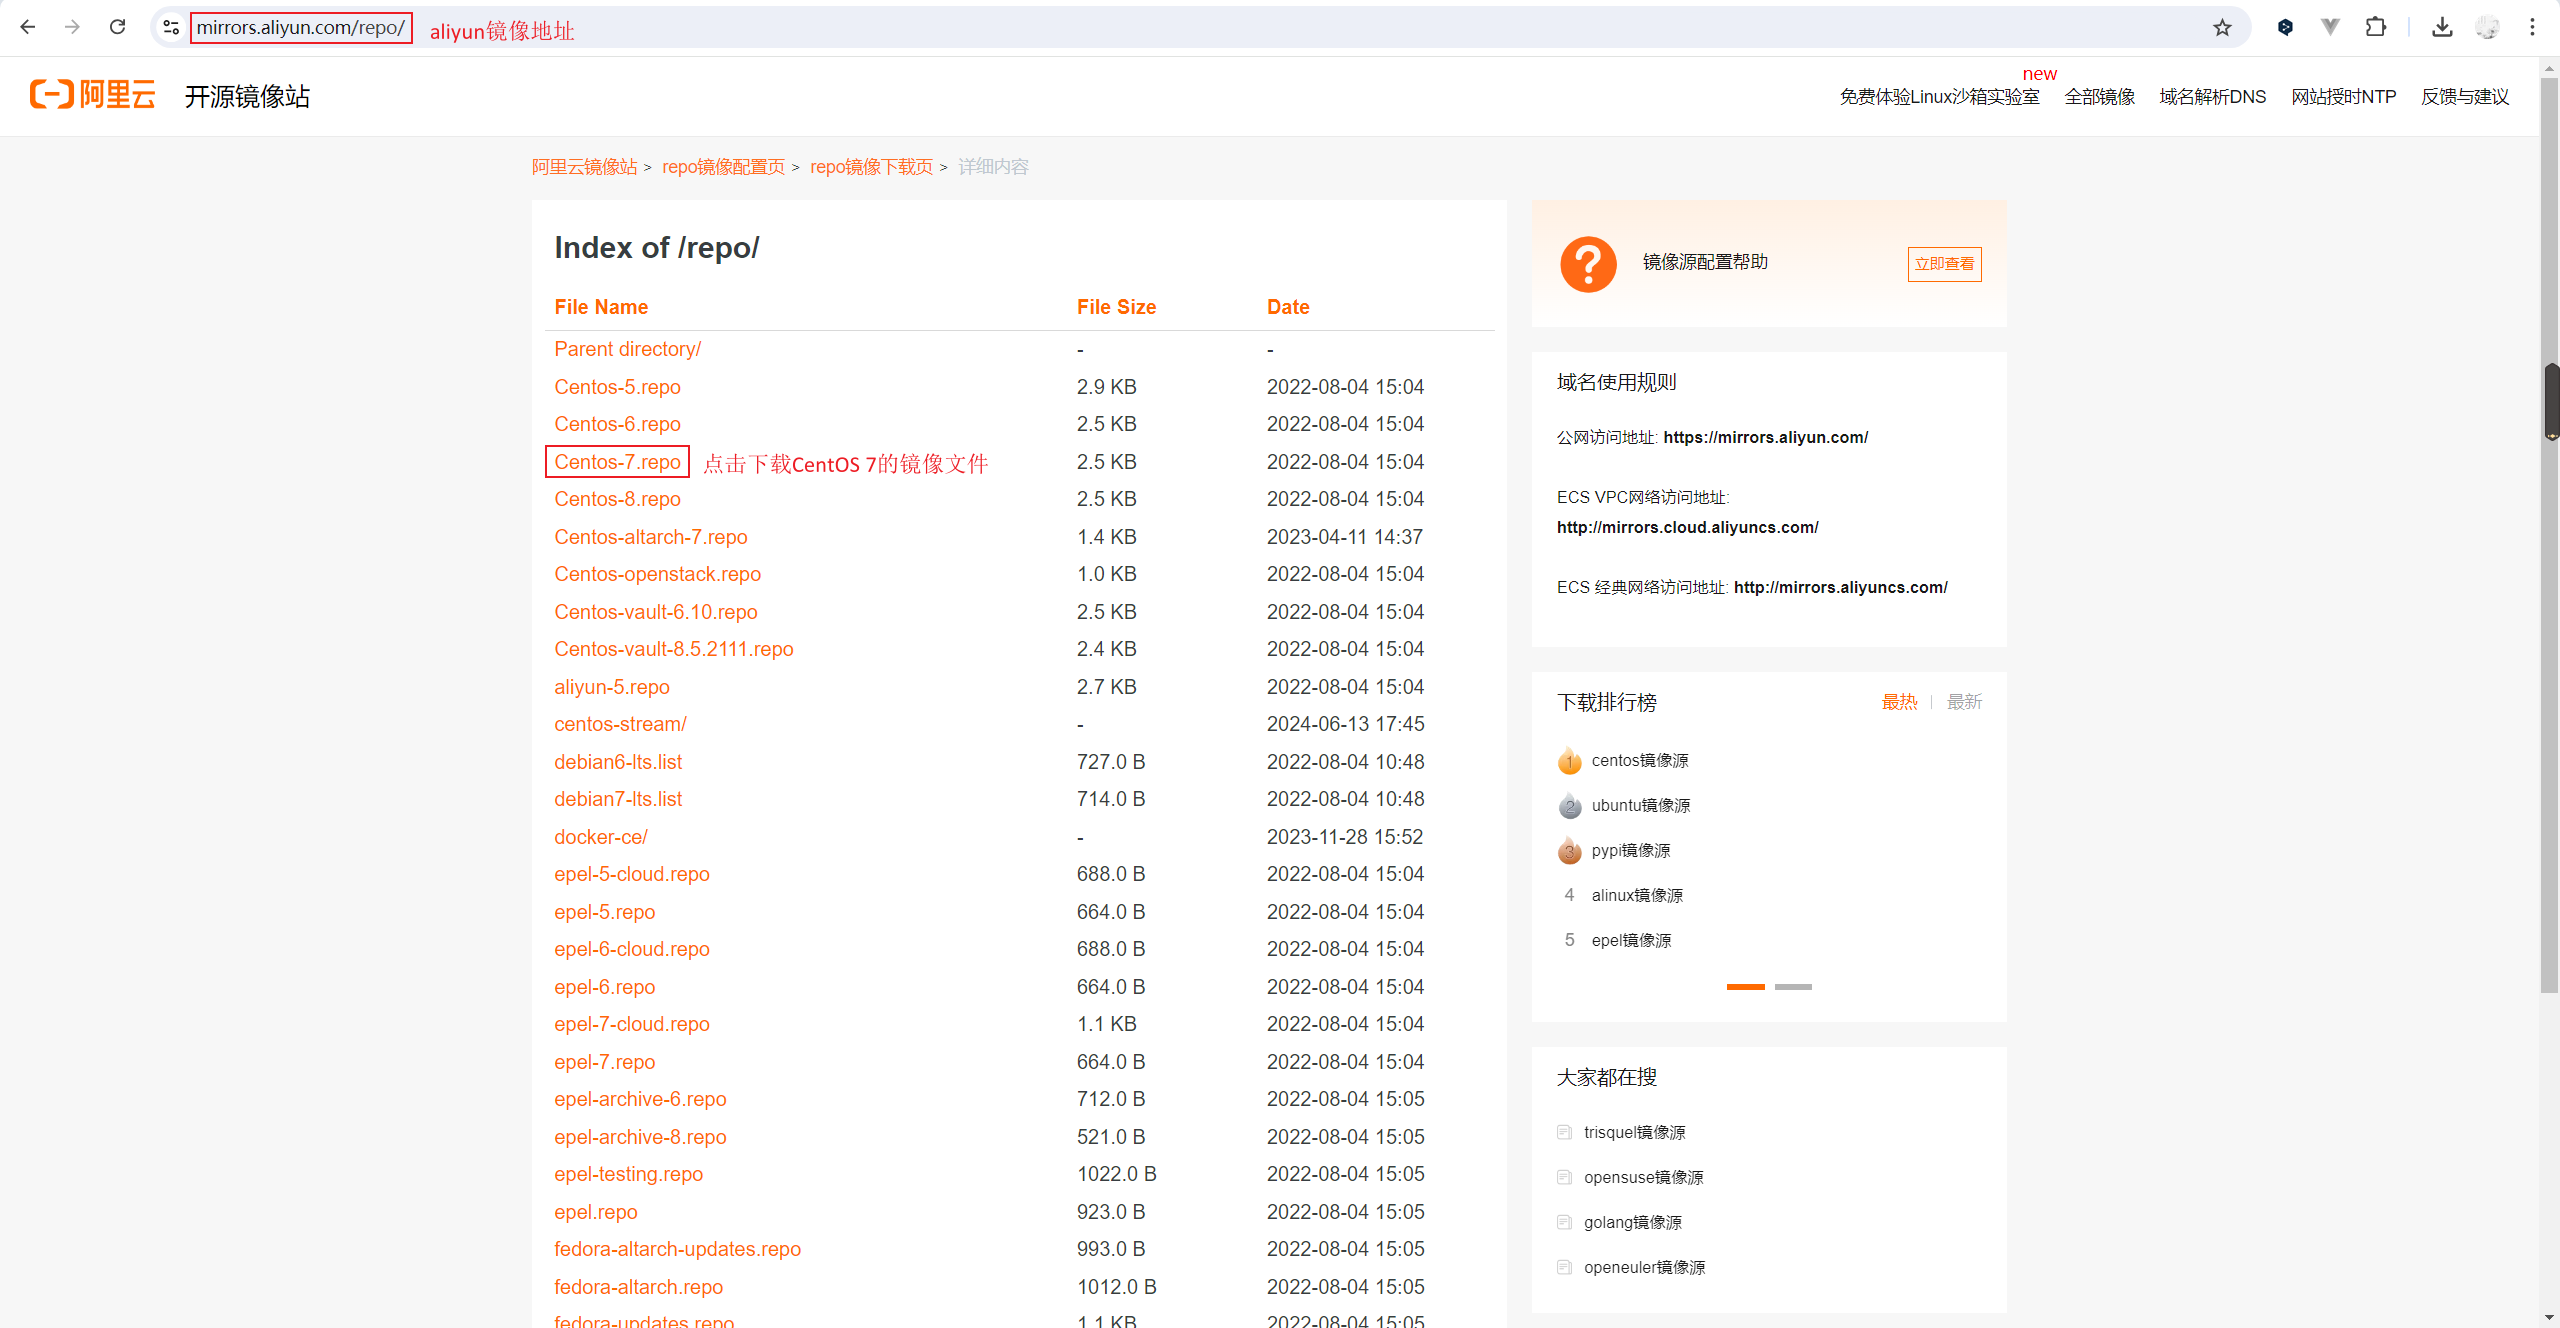 mirrors.aliyun.com/repo/ aliyun镜像地址
阿里云 开源镜像站
new
免费体验Linux沙箱实验室 全部镜像 域名解析DNS 网站授时NTP 反馈与建议
阿里云镜像站 > repo镜像配置页 > repo镜像下载页 > 详细内容
Index of /repo/
File Name File Size Date
Parent directory/ - -
Centos-5.repo 2.9 KB 2022-08-04 15:04
Centos-6.repo 2.5 KB 2022-08-04 15:04
Centos-7.repo 点击下载CentOS 7的镜像文件 2.5 KB 2022-08-04 15:04
Centos-8.repo 2.5 KB 2022-08-04 15:04
Centos-altarch-7.repo 1.4 KB 2023-04-11 14:37
Centos-openstack.repo 1.0 KB 2022-08-04 15:04
Centos-vault-6.10.repo 2.5 KB 2022-08-04 15:04
Centos-vault-8.5.2111.repo 2.4 KB 2022-08-04 15:04
aliyun-5.repo 2.7 KB 2022-08-04 15:04
centos-stream/ - 2024-06-13 17:45
debian6-lts.list 727.0 B 2022-08-04 10:48
debian7-lts.list 714.0 B 2022-08-04 10:48
docker-ce/ - 2023-11-28 15:52
epel-5-cloud.repo 688.0 B 2022-08-04 15:04
epel-5.repo 664.0 B 2022-08-04 15:04
epel-6-cloud.repo 688.0 B 2022-08-04 15:04
epel-6.repo 664.0 B 2022-08-04 15:04
epel-7-cloud.repo 1.1 KB 2022-08-04 15:04
epel-7.repo 664.0 B 2022-08-04 15:04
epel-archive-6.repo 712.0 B 2022-08-04 15:05
epel-archive-8.repo 521.0 B 2022-08-04 15:05
epel-testing.repo 1022.0 B 2022-08-04 15:05
epel.repo 923.0 B 2022-08-04 15:05
fedora-altarch-updates.repo 993.0 B 2022-08-04 15:05
fedora-altarch.repo 1012.0 B 2022-08-04 15:05
fedora-updates.repo 1.1 KB 2022-08-04 15:05
镜像源配置帮助 立即查看
域名使用规则
公网访问地址: https://mirrors.aliyun.com/
ECS VPC网络访问地址:
http://mirrors.cloud.aliyuncs.com/
ECS 经典网络访问地址: http://mirrors.aliyuncs.com/
下载排行榜 最热 | 最新
1 centos镜像源
2 ubuntu镜像源
3 pypi镜像源
4 alinux镜像源
5 epel镜像源
大家都在搜
trisquel镜像源
opensuse镜像源
golang镜像源
openeuler镜像源